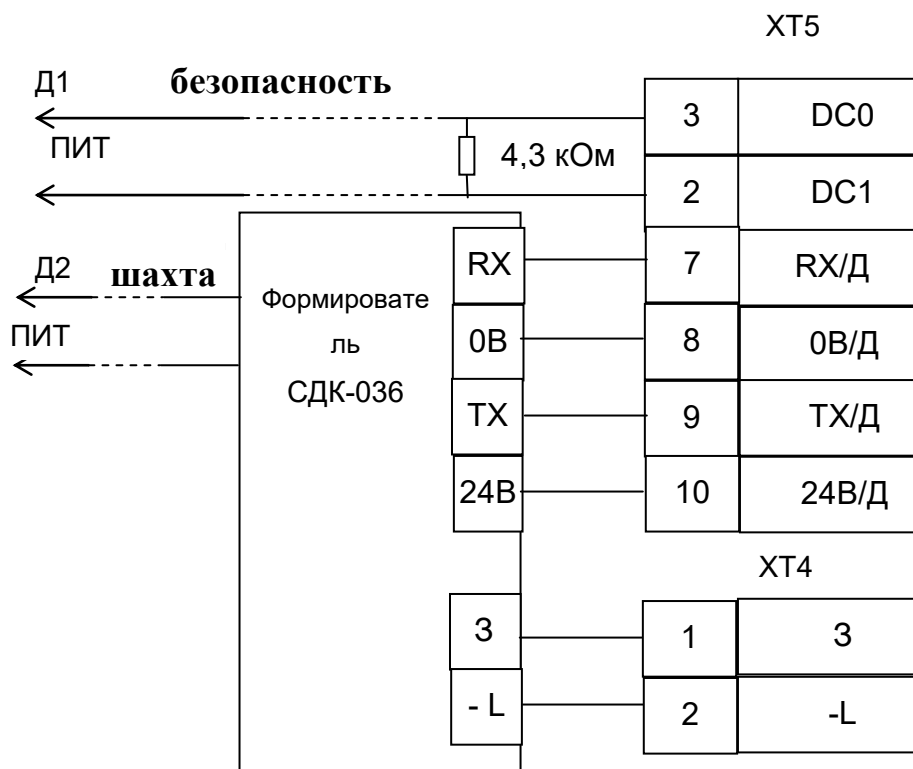 XT5
Д1 безопасность
3 DC0
ПИТ
4,3 кОм
2 DC1
Д2 шахта
RX 7 RX/Д
Формировате
ль
СДК-036
ПИТ
0В 8 0В/Д
TX 9 TX/Д
24В 10 24В/Д
XT4
З 1 З
- L 2 -L